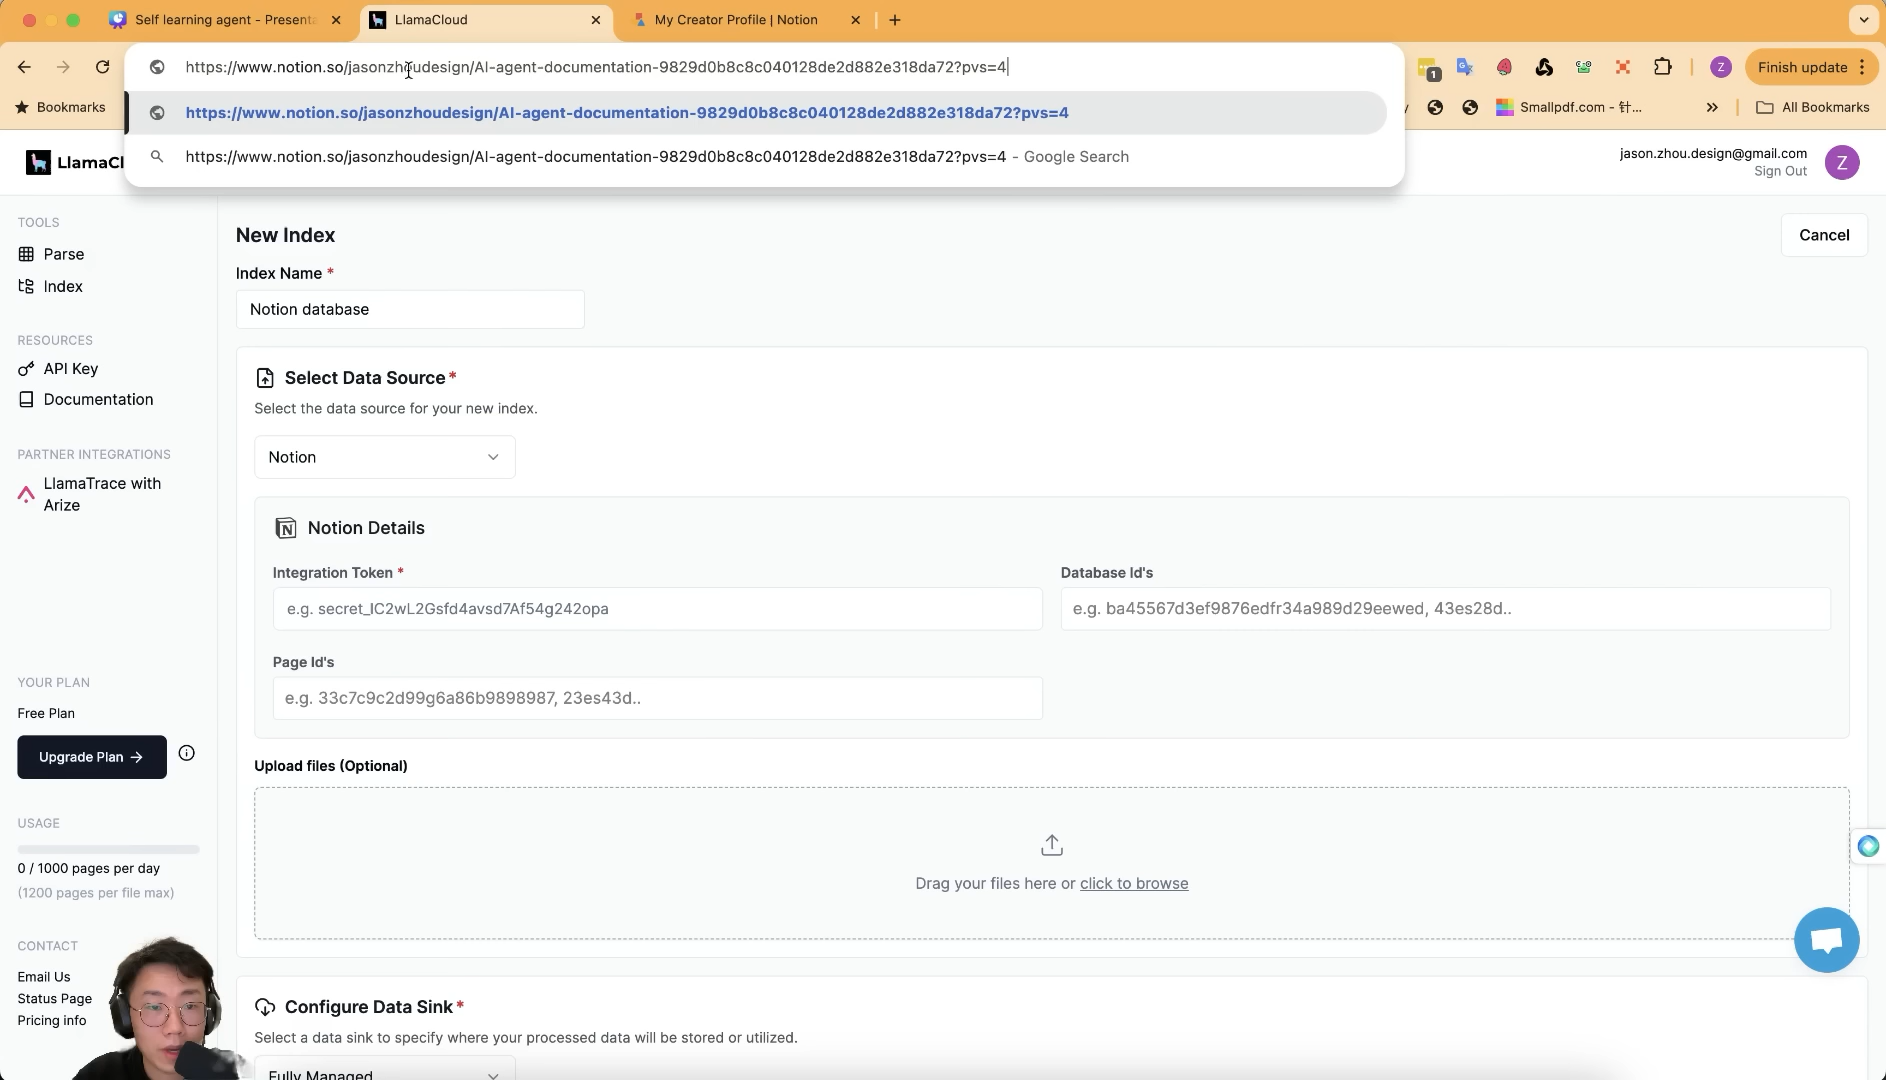 Self learning agent - Presenta
LlamaCloud
My Creator Profile | Notion
https://www.notion.so/jasonzhoudesign/AI-agent-documentation-9829d0b8c8c040128de2d882e318da72?pvs=4
1
Z
Finish update
Bookmarks
https://www.notion.so/jasonzhoudesign/AI-agent-documentation-9829d0b8c8c040128de2d882e318da72?pvs=4
Smallpdf.com - 针...
All Bookmarks
https://www.notion.so/jasonzhoudesign/AI-agent-documentation-9829d0b8c8c040128de2d882e318da72?pvs=4 - Google Search
LlamaCl
jason.zhou.design@gmail.com
Sign Out
Z
TOOLS
Parse
Index
RESOURCES
API Key
Documentation
PARTNER INTEGRATIONS
LlamaTrace with
Arize
YOUR PLAN
Free Plan
Upgrade Plan →
USAGE
0 / 1000 pages per day
(1200 pages per file max)
CONTACT
Email Us
Status Page
Pricing info
New Index
Cancel
Index Name *
Notion database
Select Data Source*
Select the data source for your new index.
Notion
Notion Details
Integration Token *
Database Id's
e.g. secret_IC2wL2Gsfd4avsd7Af54g242opa
e.g. ba45567d3ef9876edfr34a989d29eewed, 43es28d..
Page Id's
e.g. 33c7c9c2d99g6a86b9898987, 23es43d..
Upload files (Optional)
Drag your files here or click to browse
Configure Data Sink*
Select a data sink to specify where your processed data will be stored or utilized.
Fully Managed